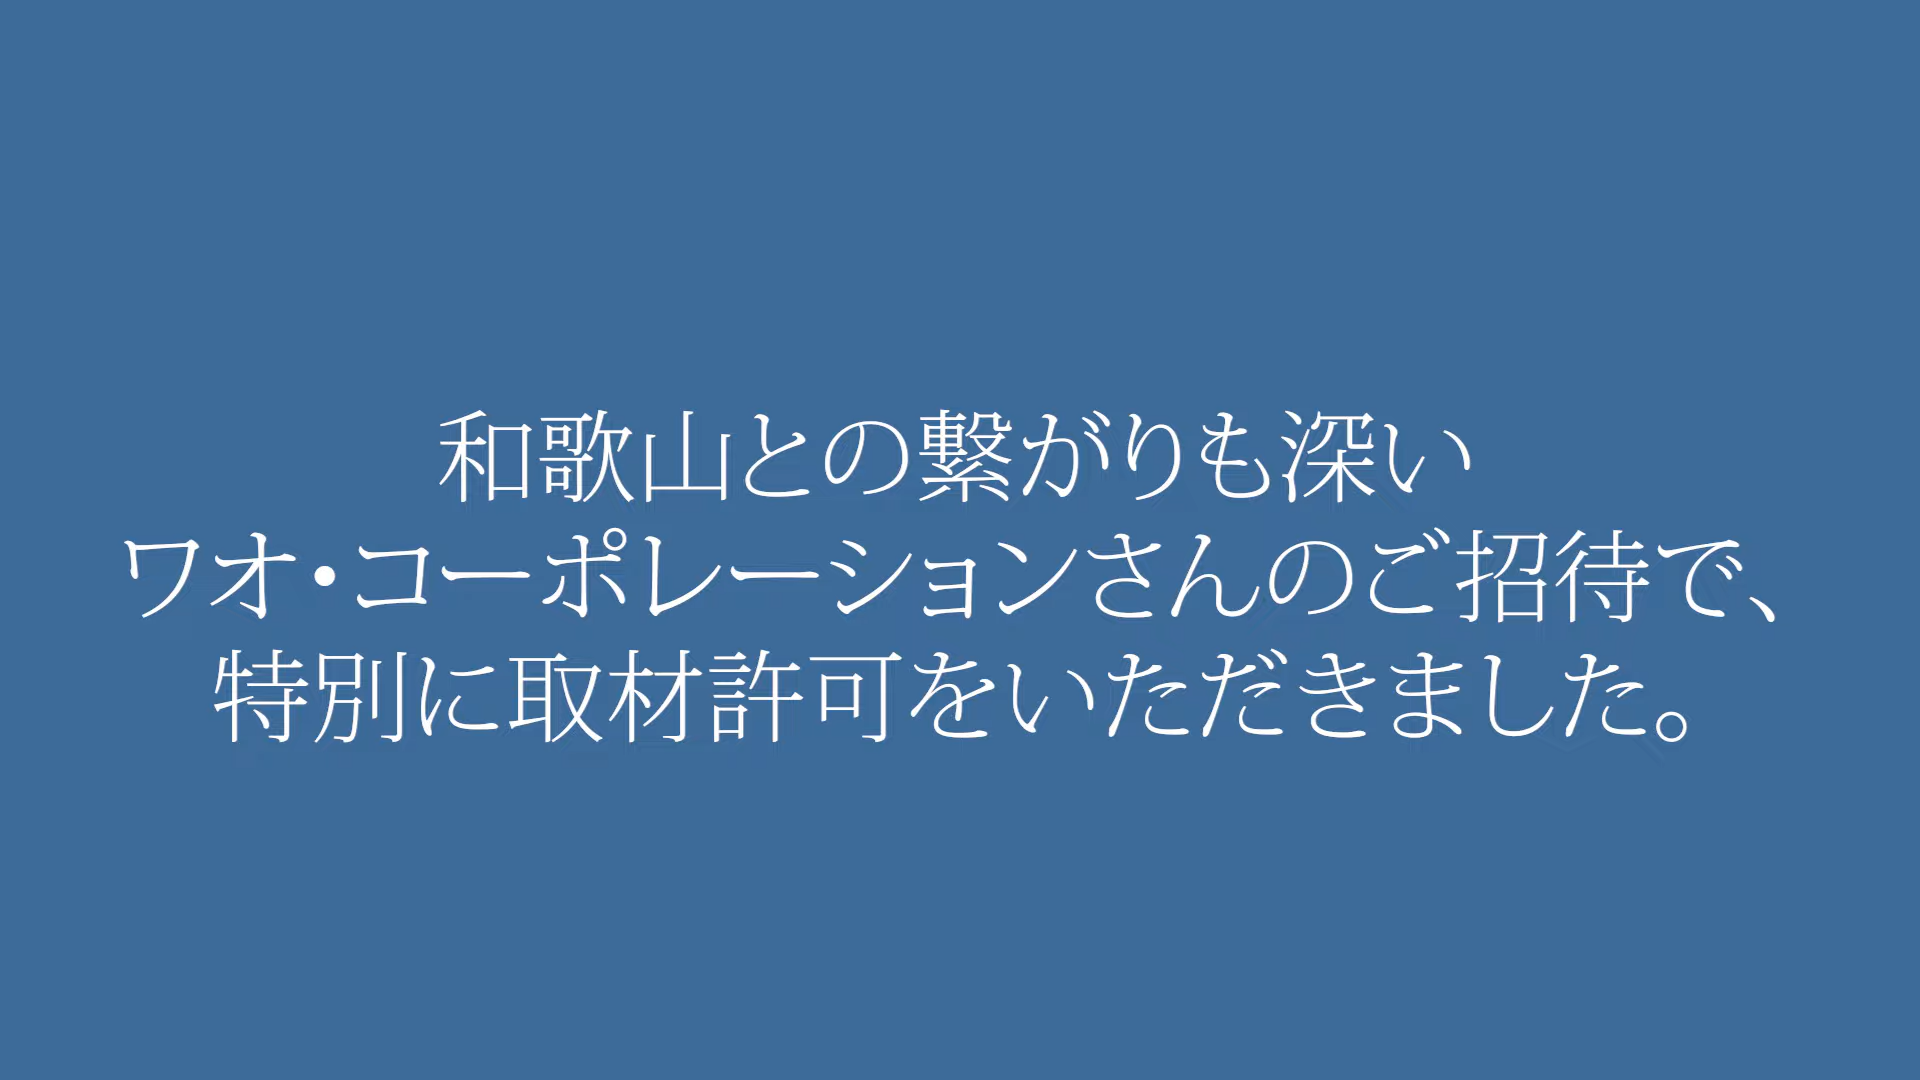 和歌山との繋がりも深い
ワオ・コーポレーションさんのご招待で、
特別に取材許可をいただきました。